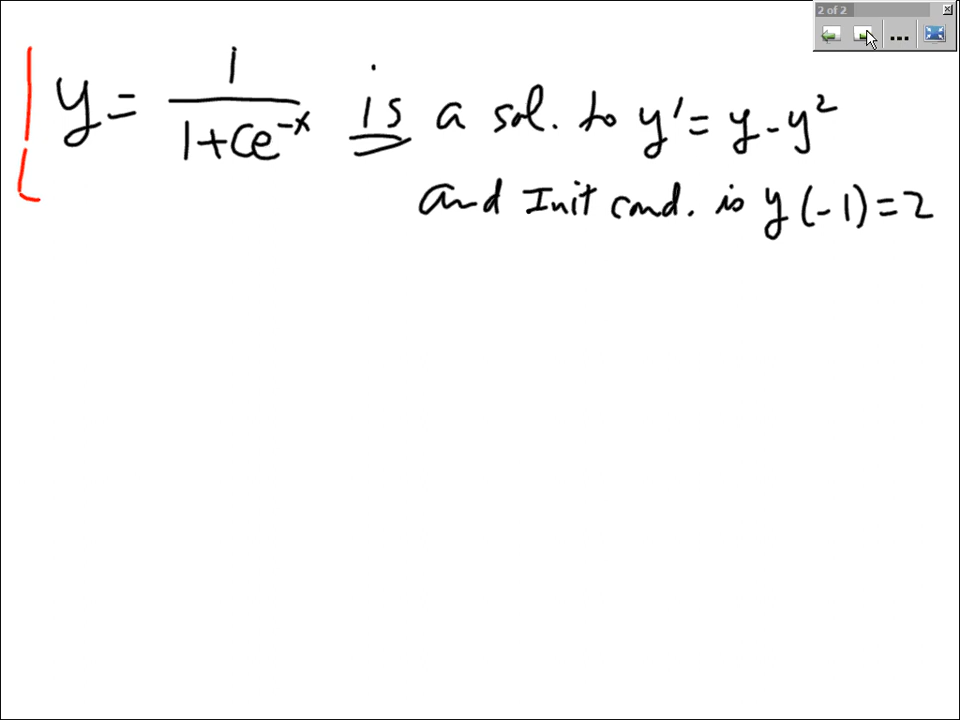 2 of 2
y = 1/(1+Ce^-x) is a sol. to y' = y - y^2
and Init cond. is y(-1) = 2